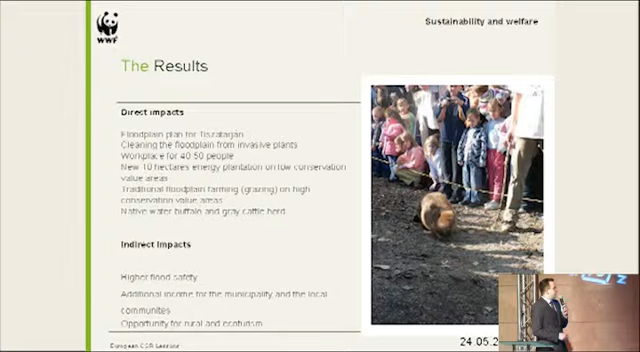 Sustainability and welfare
WWF
The Results
Direct impacts
Floodplain plan for Tiszatarjan
Cleaning the floodplain from invasive plants
Workplace for 40-50 people
New 10 hectares energy plantation on low conservation
value areas
Traditional floodplain farming (grazing) on high
conservation value areas
Native water buffalo and gray cattle herd
Indirect impacts
Higher flood safety
Additional income for the municipality and the local
communities
Opportunity for rural and ecoturism
European CSR
24.05.2